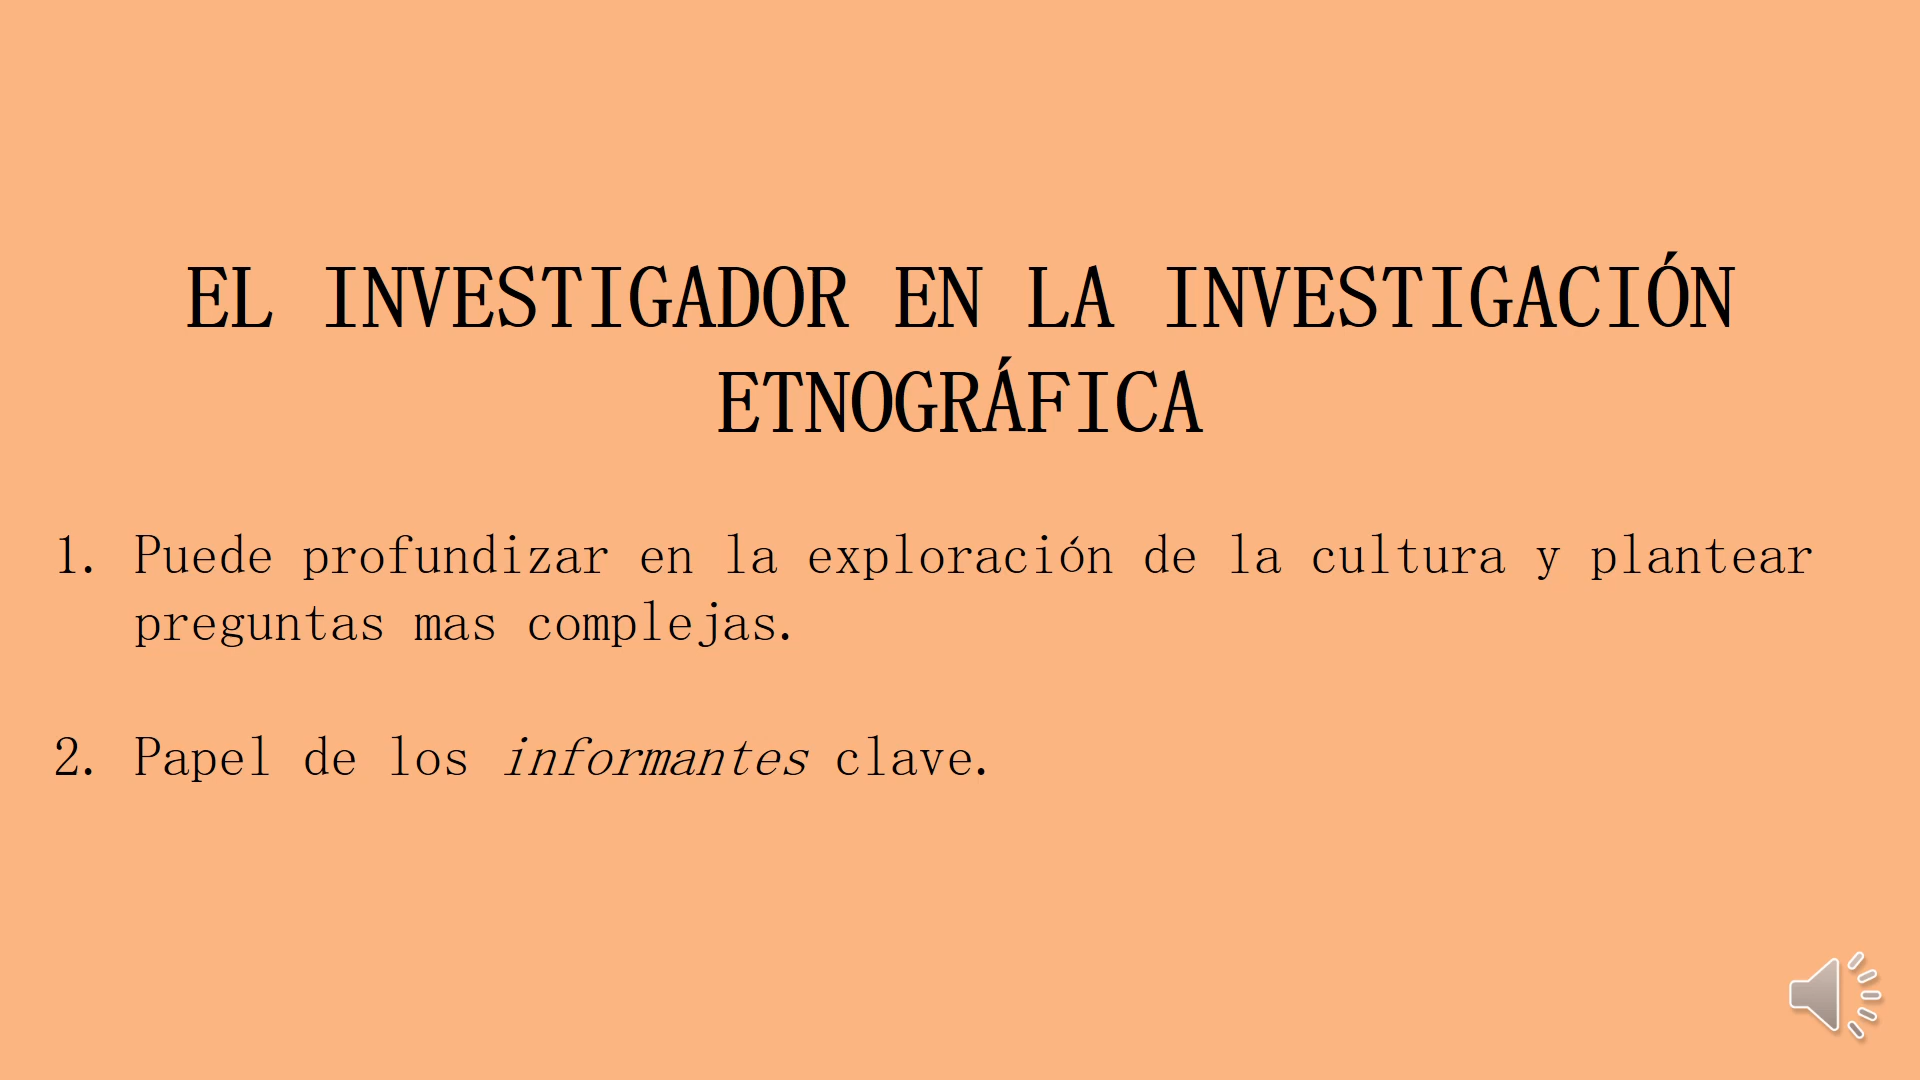 EL INVESTIGADOR EN LA INVESTIGACIÓN
ETNOGRÁFICA
1. Puede profundizar en la exploración de la cultura y plantear
preguntas mas complejas.
2. Papel de los informantes clave.